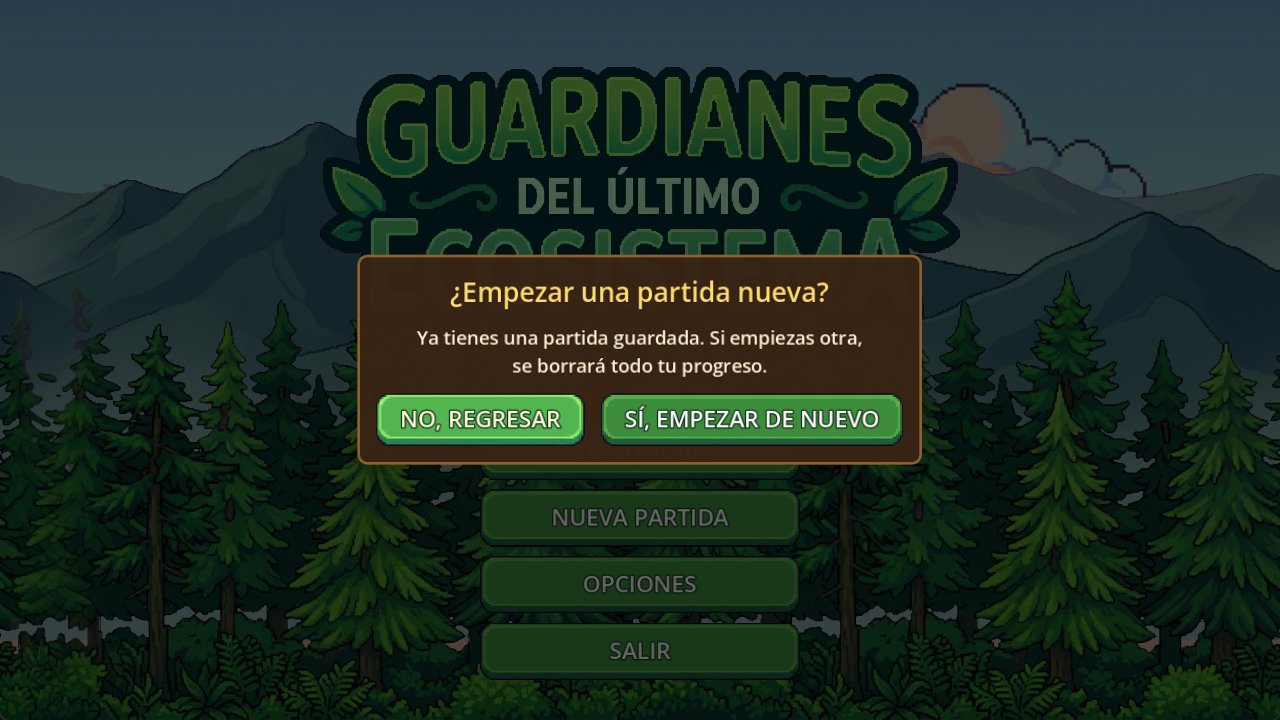 GUARDIANES
DEL ÚLTIMO
ECOSISTEMA
¿Empezar una partida nueva?
Ya tienes una partida guardada. Si empiezas otra,
se borrará todo tu progreso.
NO, REGRESAR
SÍ, EMPEZAR DE NUEVO
NUEVA PARTIDA
OPCIONES
SALIR